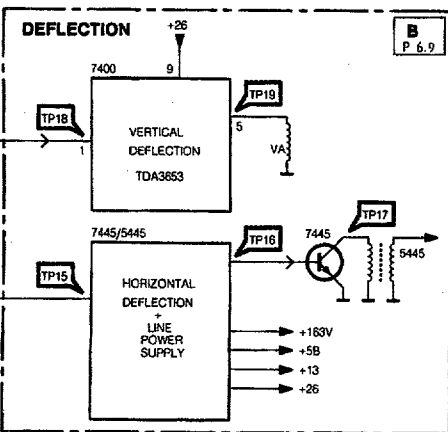 DEFLECTION
+26
B
P 6.9
7400
9
TP19
TP18
1
5
VERTICAL
DEFLECTION
TDA3653
VA
7445/5445
TP16
7445
TP17
5445
TP15
HORIZONTAL
DEFLECTION
+
LINE
POWER
SUPPLY
+163V
+5B
+13
+26